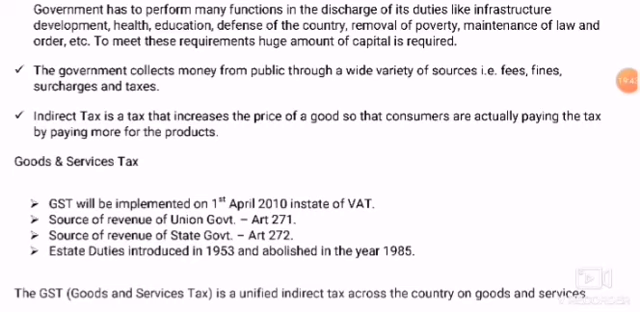 Government has to perform many functions in the discharge of its duties like infrastructure
development, health, education, defense of the country, removal of poverty, maintenance of law and
order, etc. To meet these requirements huge amount of capital is required.
✓ The government collects money from public through a wide variety of sources i.e. fees, fines,
surcharges and taxes.
✓ Indirect Tax is a tax that increases the price of a good so that consumers are actually paying the tax
by paying more for the products.
Goods & Services Tax
➤ GST will be implemented on 1st April 2010 instate of VAT.
➤ Source of revenue of Union Govt. – Art 271.
➤ Source of revenue of State Govt. – Art 272.
➤ Estate Duties introduced in 1953 and abolished in the year 1985.
The GST (Goods and Services Tax) is a unified indirect tax across the country on goods and services
RECORDER